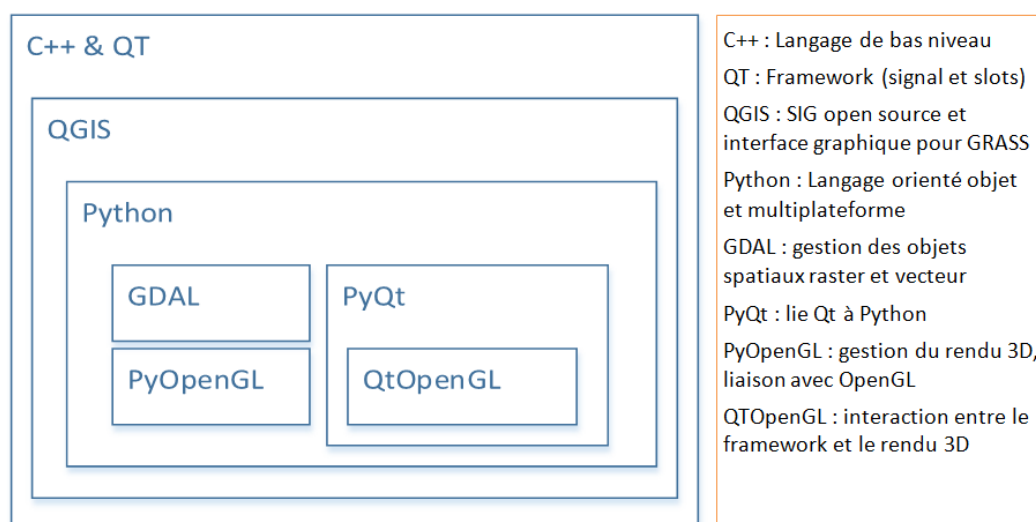 C++ & QT
QGIS
Python
GDAL
PyQt
PyOpenGL
QtOpenGL
C++ : Langage de bas niveau
QT : Framework (signal et slots)
QGIS : SIG open source et
interface graphique pour GRASS
Python : Langage orienté objet
et multiplateforme
GDAL : gestion des objets
spatiaux raster et vecteur
PyQt : lie Qt à Python
PyOpenGL : gestion du rendu 3D,
liaison avec OpenGL
QTOpenGL : interaction entre le
framework et le rendu 3D